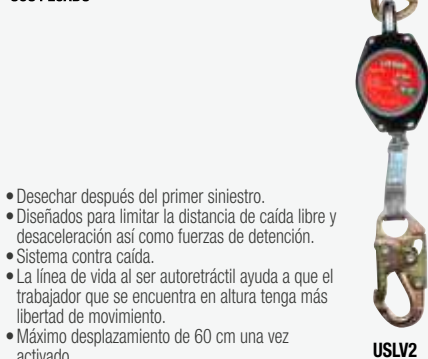 • Desechar después del primer siniestro.
• Diseñados para limitar la distancia de caída libre y
desaceleración así como fuerzas de detención.
• Sistema contra caída.
• La línea de vida al ser autoretráctil ayuda a que el
trabajador que se encuentra en altura tenga más
libertad de movimiento.
• Máximo desplazamiento de 60 cm una vez
activado
USLV2